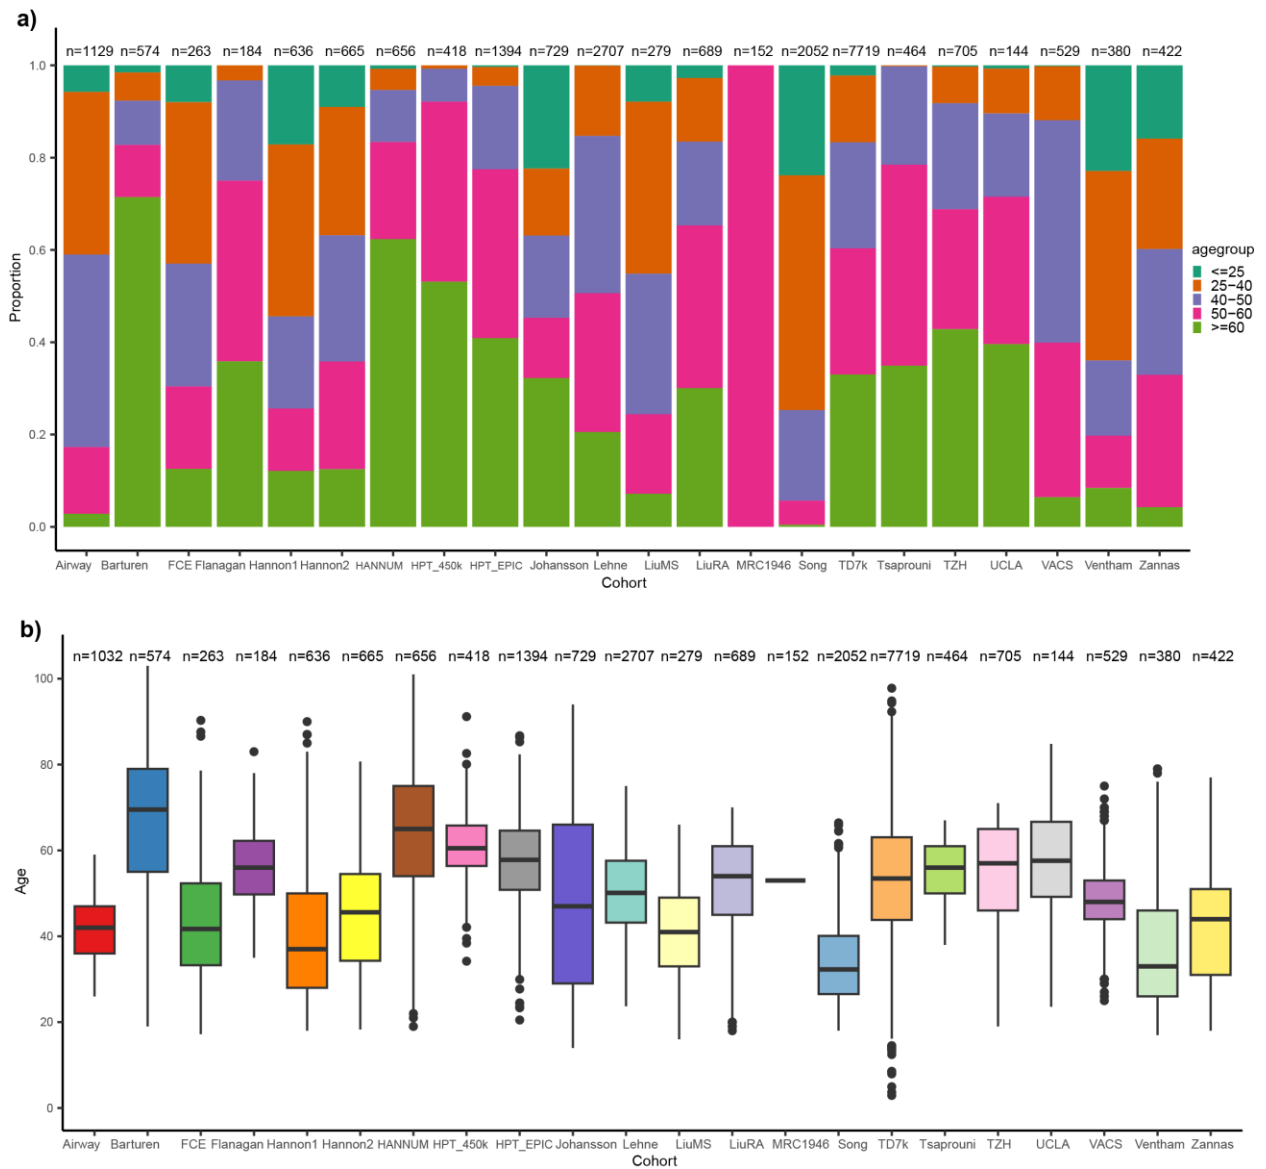 a)
n=1129 n=574 n=263 n=184 n=636 n=665 n=656 n=418 n=1394 n=729 n=2707 n=279 n=689 n=152 n=2052 n=7719 n=464 n=705 n=144 n=529 n=380 n=422
1.0
0.8
0.6
0.4
0.2
0.0
Proportion
agegroup
<=25
25−40
40−50
50−60
>=60
Airway Barturen FCE Flanagan Hannon1 Hannon2 HANNUM HPT_450k HPT_EPIC Johansson Lehne LiuMS LiuRA MRC1946 Song TD7k Tsaprouni TZH UCLA VACS Ventham Zannas
Cohort
b)
n=1032 n=574 n=263 n=184 n=636 n=665 n=656 n=418 n=1394 n=729 n=2707 n=279 n=689 n=152 n=2052 n=7719 n=464 n=705 n=144 n=529 n=380 n=422
100
80
60
40
20
0
Age
Airway Barturen FCE Flanagan Hannon1 Hannon2 HANNUM HPT_450k HPT_EPIC Johansson Lehne LiuMS LiuRA MRC1946 Song TD7k Tsaprouni TZH UCLA VACS Ventham Zannas
Cohort